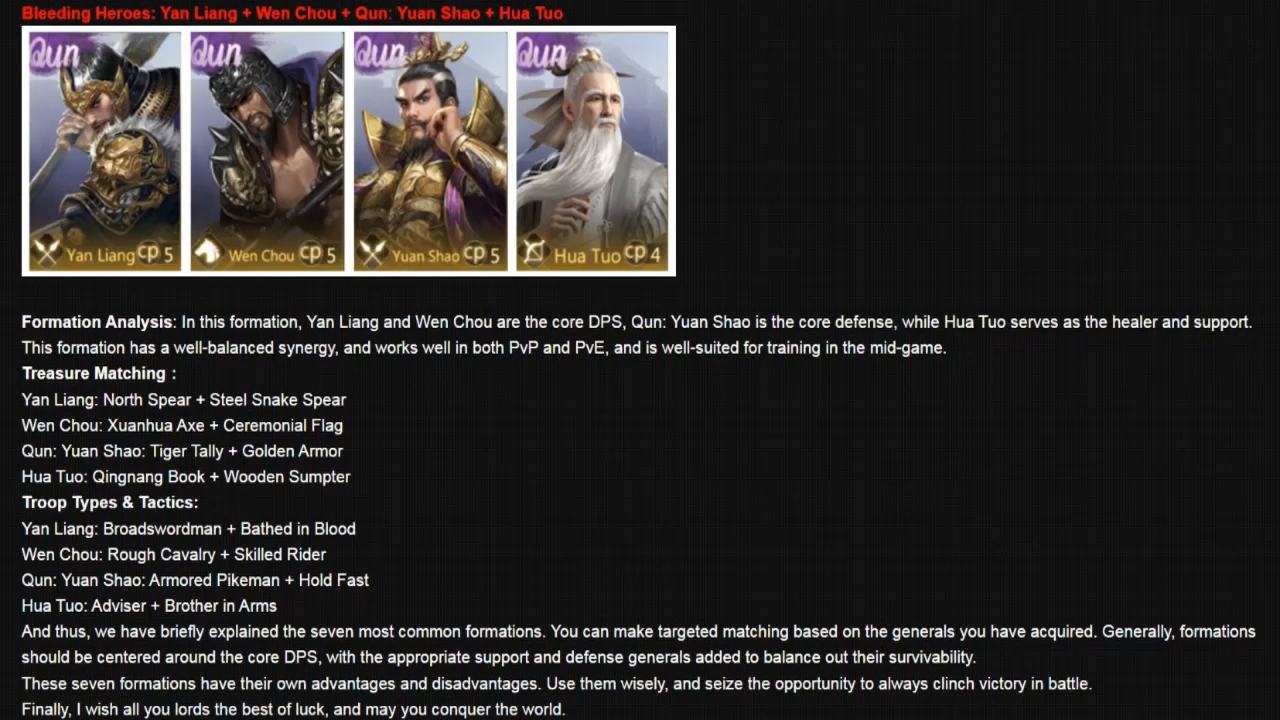 Bleeding Heroes: Yan Liang + Wen Chou + Qun: Yuan Shao + Hua Tuo
Qun Qun Qun Qun
Yan Liang CP 5 Wen Chou CP 5 Yuan Shao CP 5 Hua Tuo CP 4
Formation Analysis: In this formation, Yan Liang and Wen Chou are the core DPS, Qun: Yuan Shao is the core defense, while Hua Tuo serves as the healer and support.
This formation has a well-balanced synergy, and works well in both PvP and PvE, and is well-suited for training in the mid-game.
Treasure Matching :
Yan Liang: North Spear + Steel Snake Spear
Wen Chou: Xuanhua Axe + Ceremonial Flag
Qun: Yuan Shao: Tiger Tally + Golden Armor
Hua Tuo: Qingnang Book + Wooden Sumpter
Troop Types & Tactics:
Yan Liang: Broadswordman + Bathed in Blood
Wen Chou: Rough Cavalry + Skilled Rider
Qun: Yuan Shao: Armored Pikeman + Hold Fast
Hua Tuo: Adviser + Brother in Arms
And thus, we have briefly explained the seven most common formations. You can make targeted matching based on the generals you have acquired. Generally, formations
should be centered around the core DPS, with the appropriate support and defense generals added to balance out their survivability.
These seven formations have their own advantages and disadvantages. Use them wisely, and seize the opportunity to always clinch victory in battle.
Finally, I wish all you lords the best of luck, and may you conquer the world.